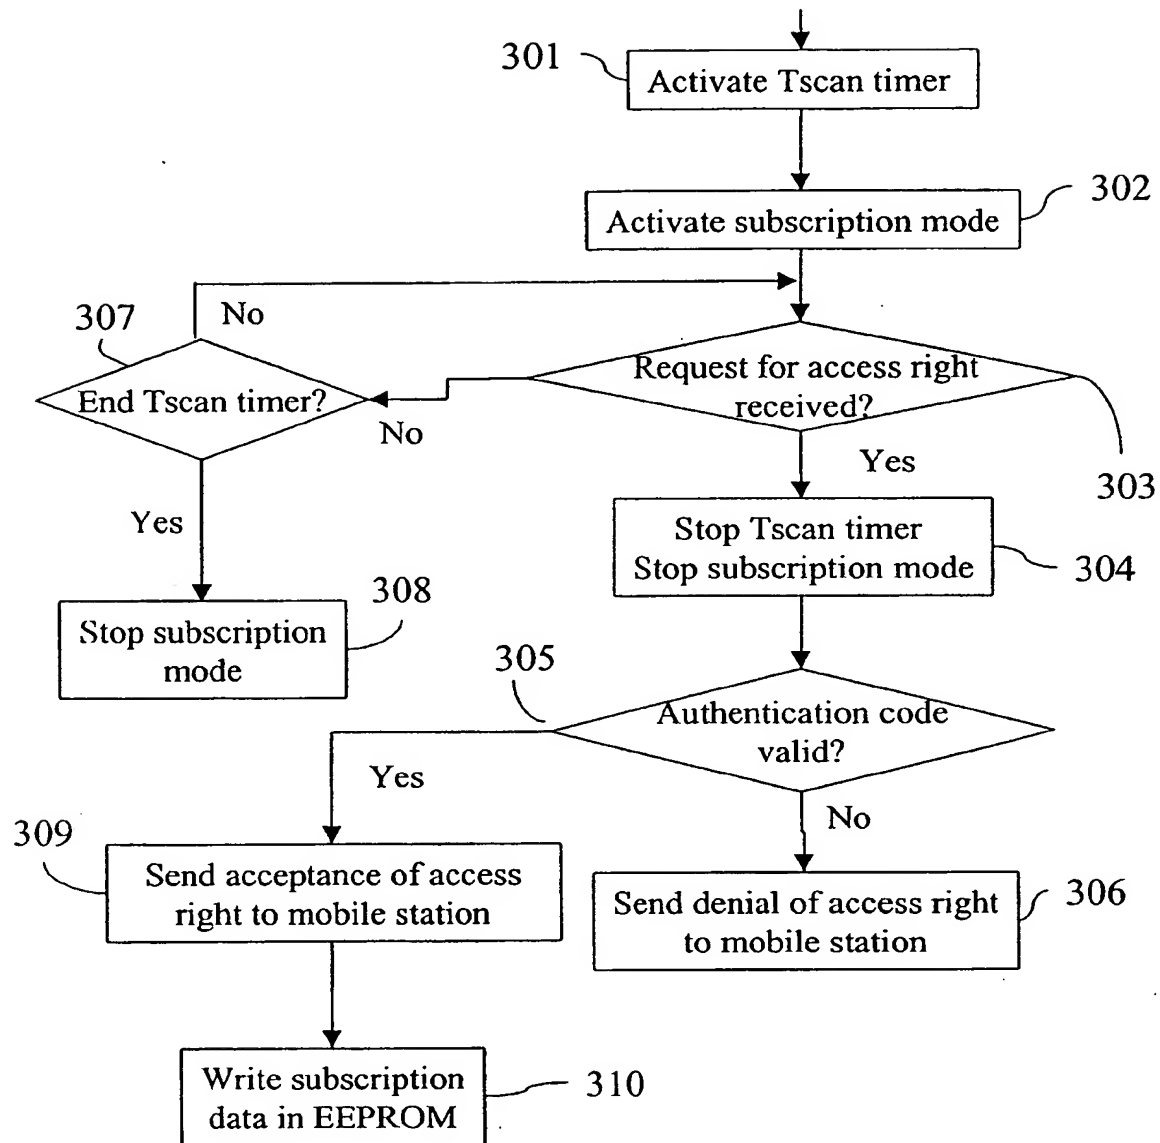 301
Activate Tscan timer
302
Activate subscription mode
307
No
Request for access right
received?
End Tscan timer?
No
303
Yes
Yes
Stop Tscan timer
Stop subscription mode
304
308
Stop subscription
mode
305
Authentication code
valid?
Yes
No
309
Send acceptance of access
right to mobile station
306
Send denial of access right
to mobile station
Write subscription
data in EEPROM
310